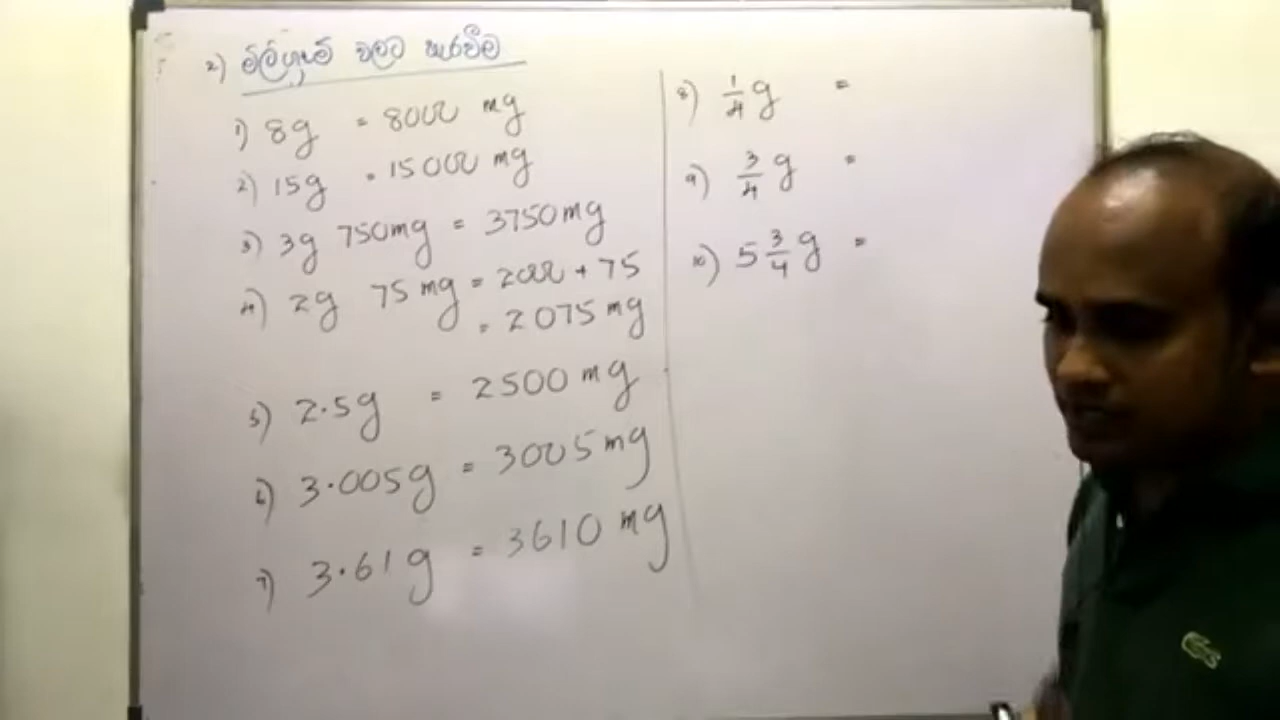 2) මිලිග්‍රෑම් වලට හැරවීම
1) 8g = 8000 mg
2) 15g = 15000 mg
3) 3g 750mg = 3750mg
4) 2g 75 mg = 2000 + 75
= 2075 mg
5) 2.5g = 2500 mg
6) 3.005g = 3005 mg
7) 3.61g = 3610 mg
8) 1/4 g =
9) 3/4 g =
10) 5 3/4 g =